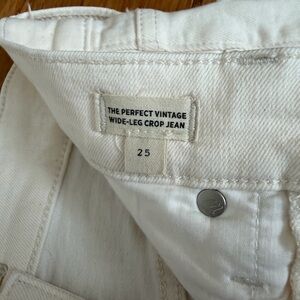 THE PERFECT VINTAGE
WIDE-LEG CROP JEAN
25